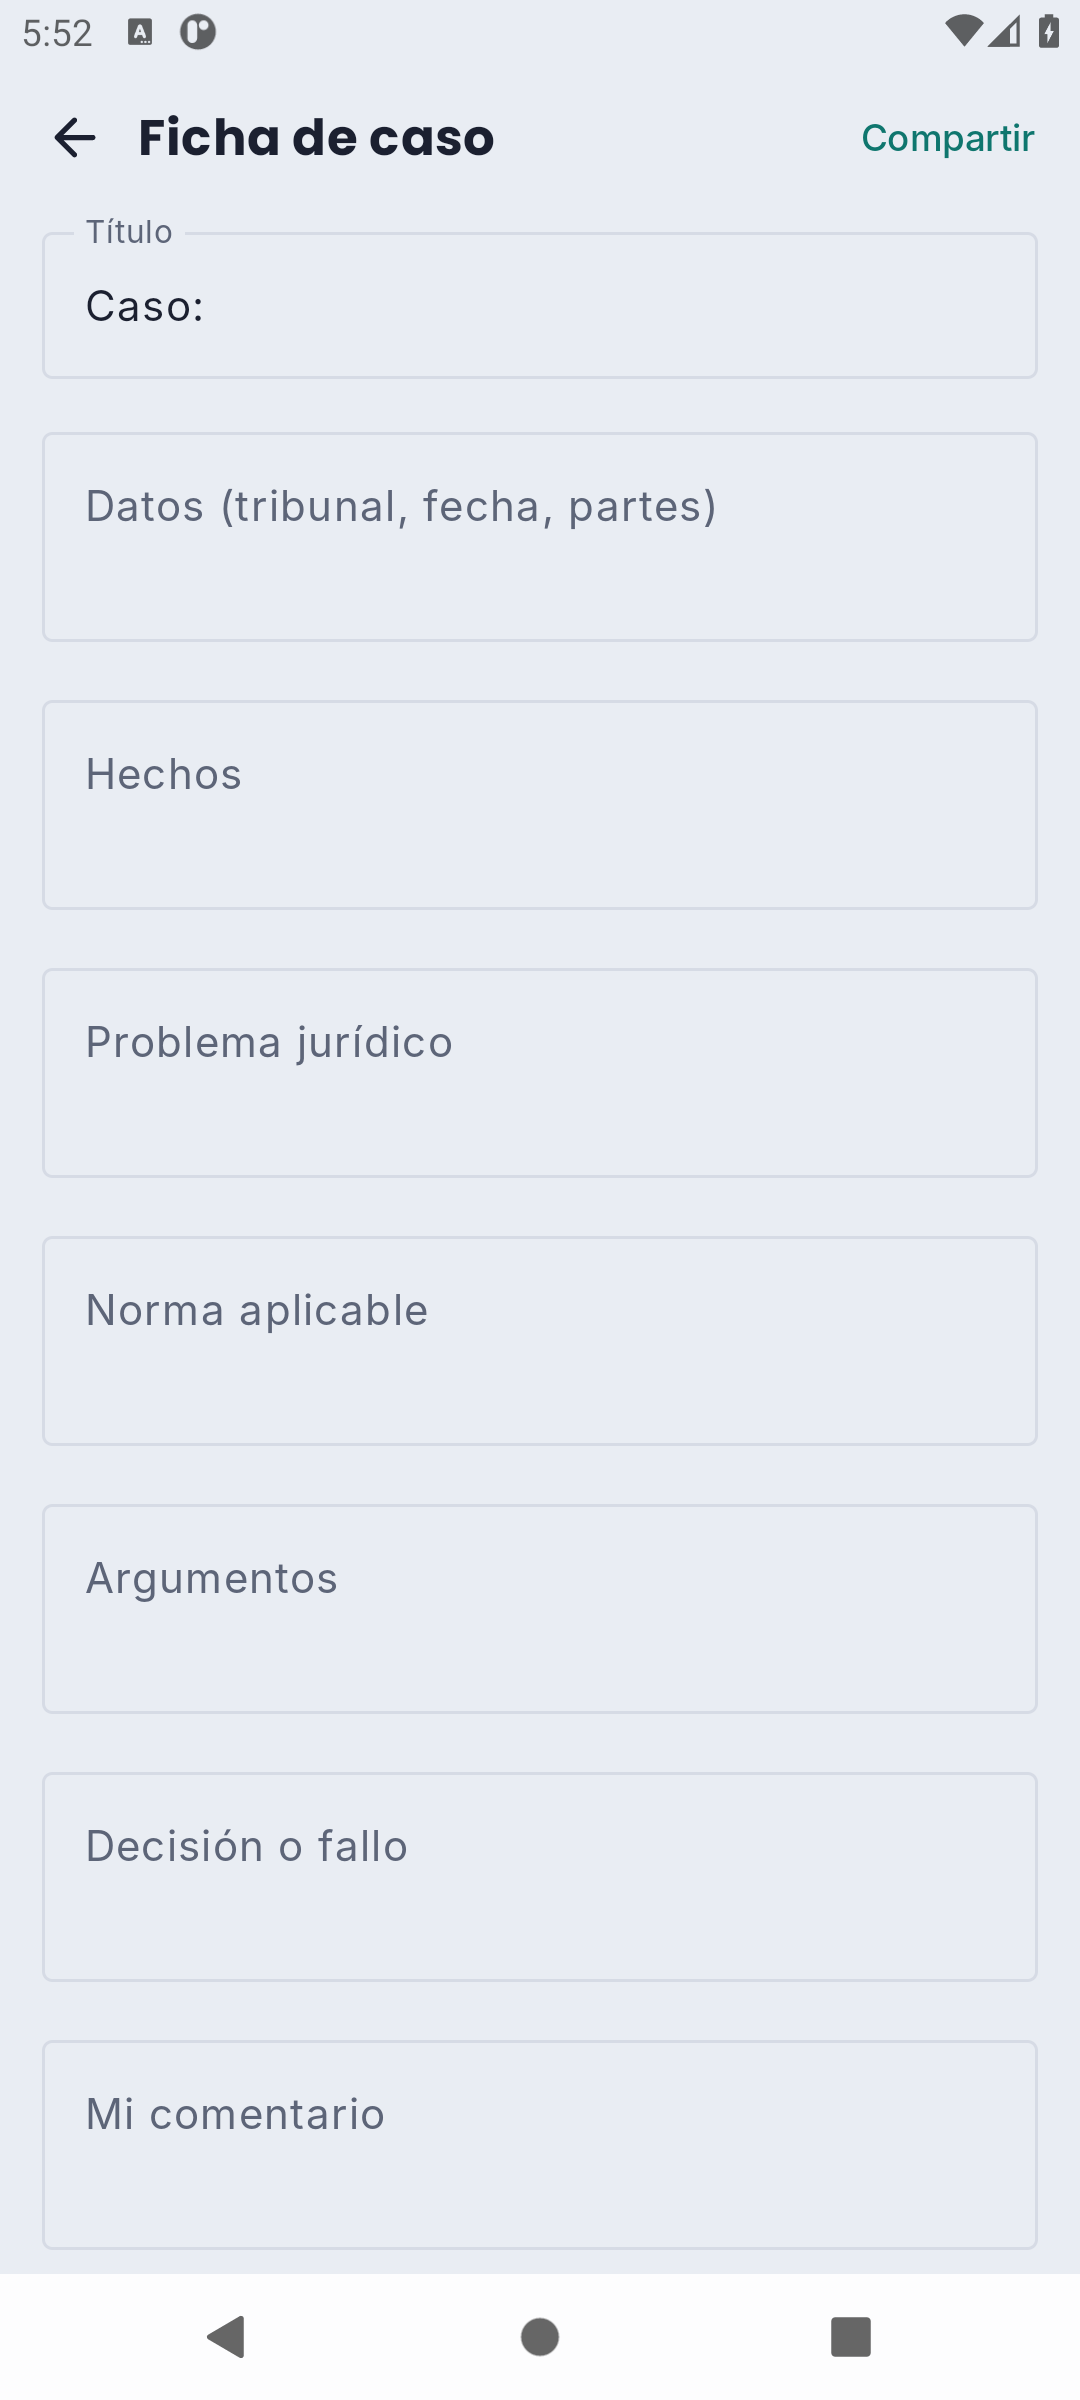 5:52
Ficha de caso
Compartir
Título
Caso:
Datos (tribunal, fecha, partes)
Hechos
Problema jurídico
Norma aplicable
Argumentos
Decisión o fallo
Mi comentario